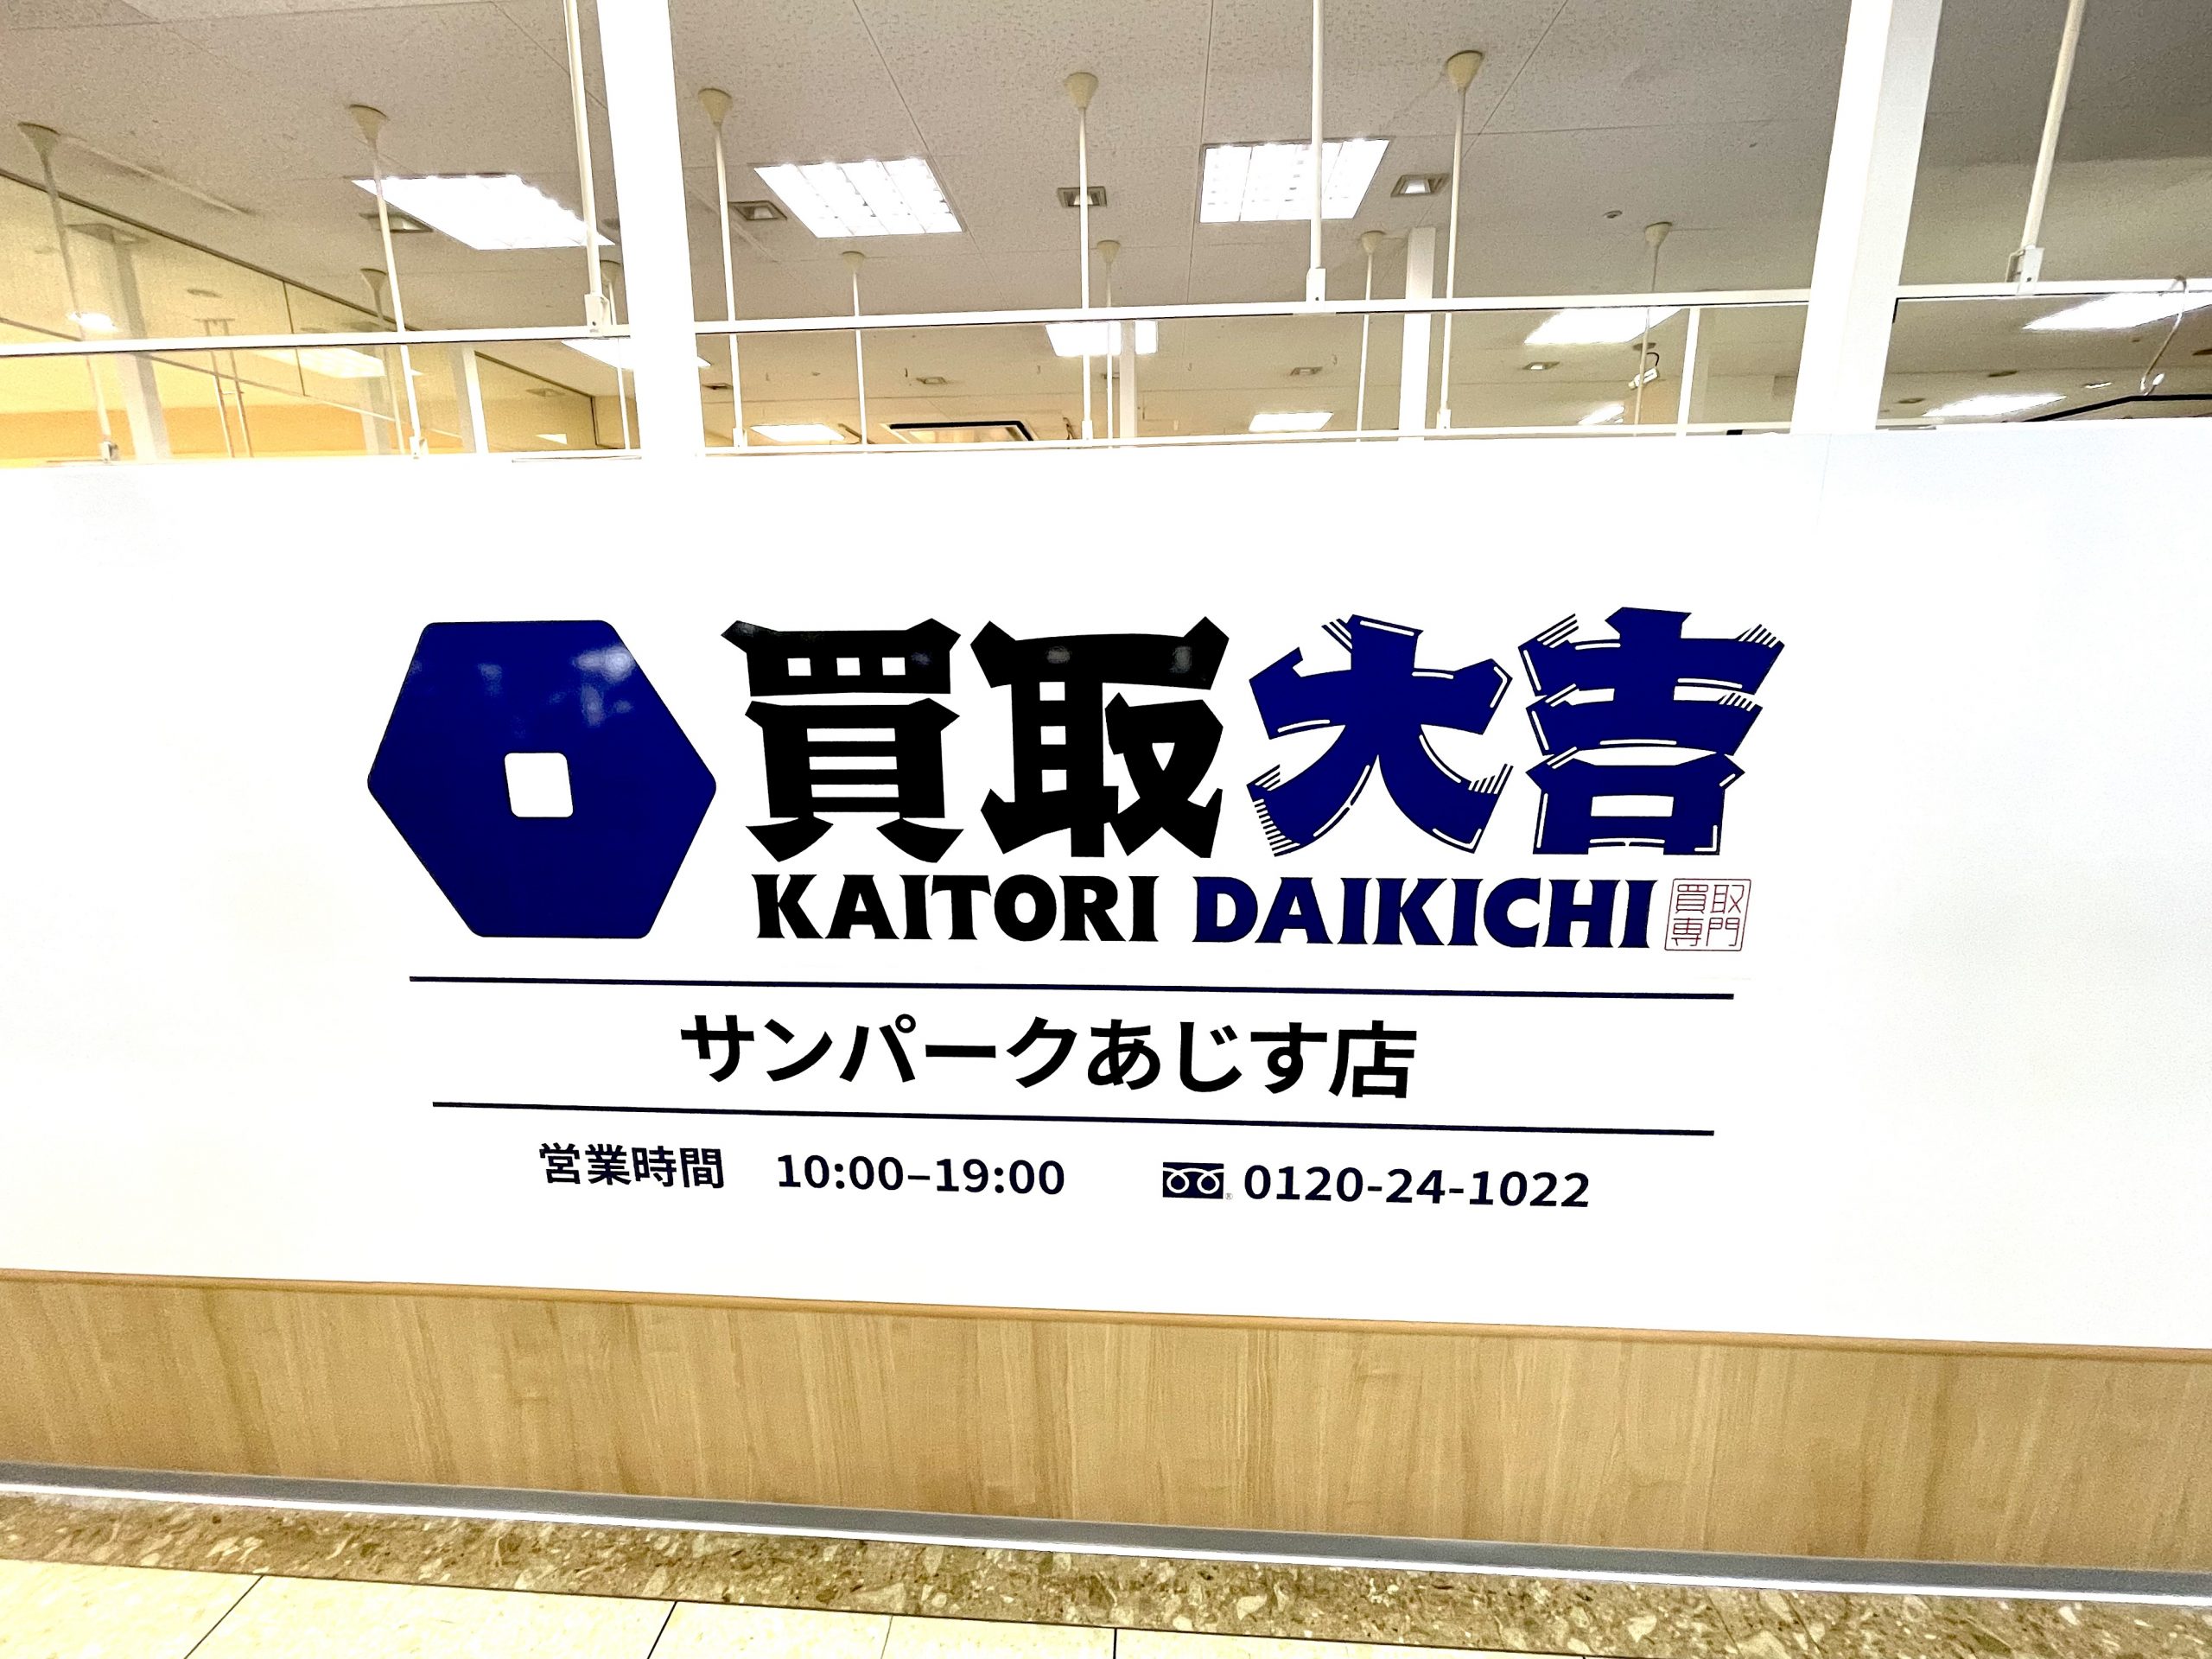 買取大吉
KAITORI DAIKICHI
買取
専門
サンパークあじす店
営業時間 10:00–19:00 0120-24-1022